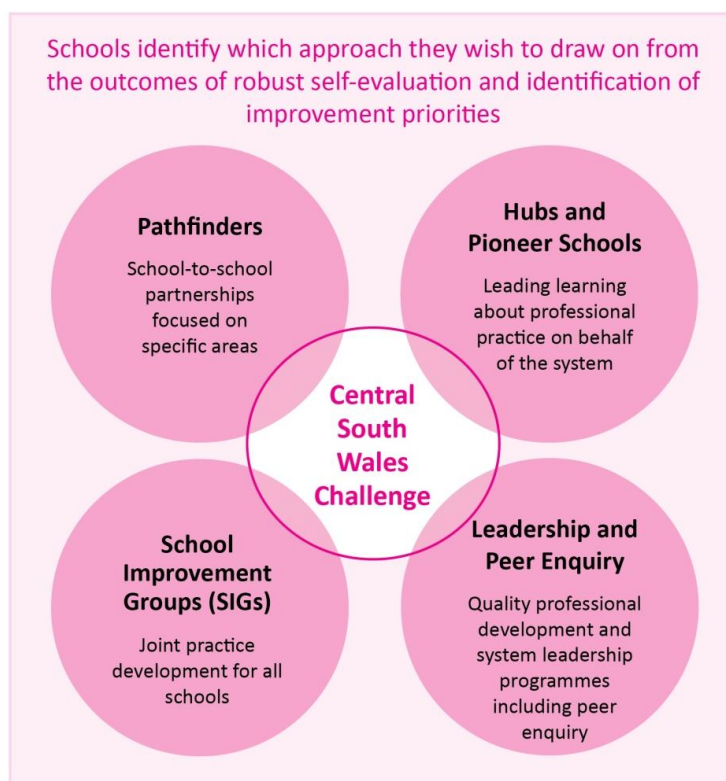 Schools identify which approach they wish to draw on from
the outcomes of robust self-evaluation and identification of
improvement priorities
Pathfinders
School-to-school
partnerships
focused on
specific areas
Hubs and
Pioneer Schools
Leading learning
about professional
practice on behalf
of the system
Central
South
Wales
Challenge
School
Improvement
Groups (SIGs)
Joint practice
development for all
schools
Leadership and
Peer Enquiry
Quality professional
development and
system leadership
programmes
including peer
enquiry